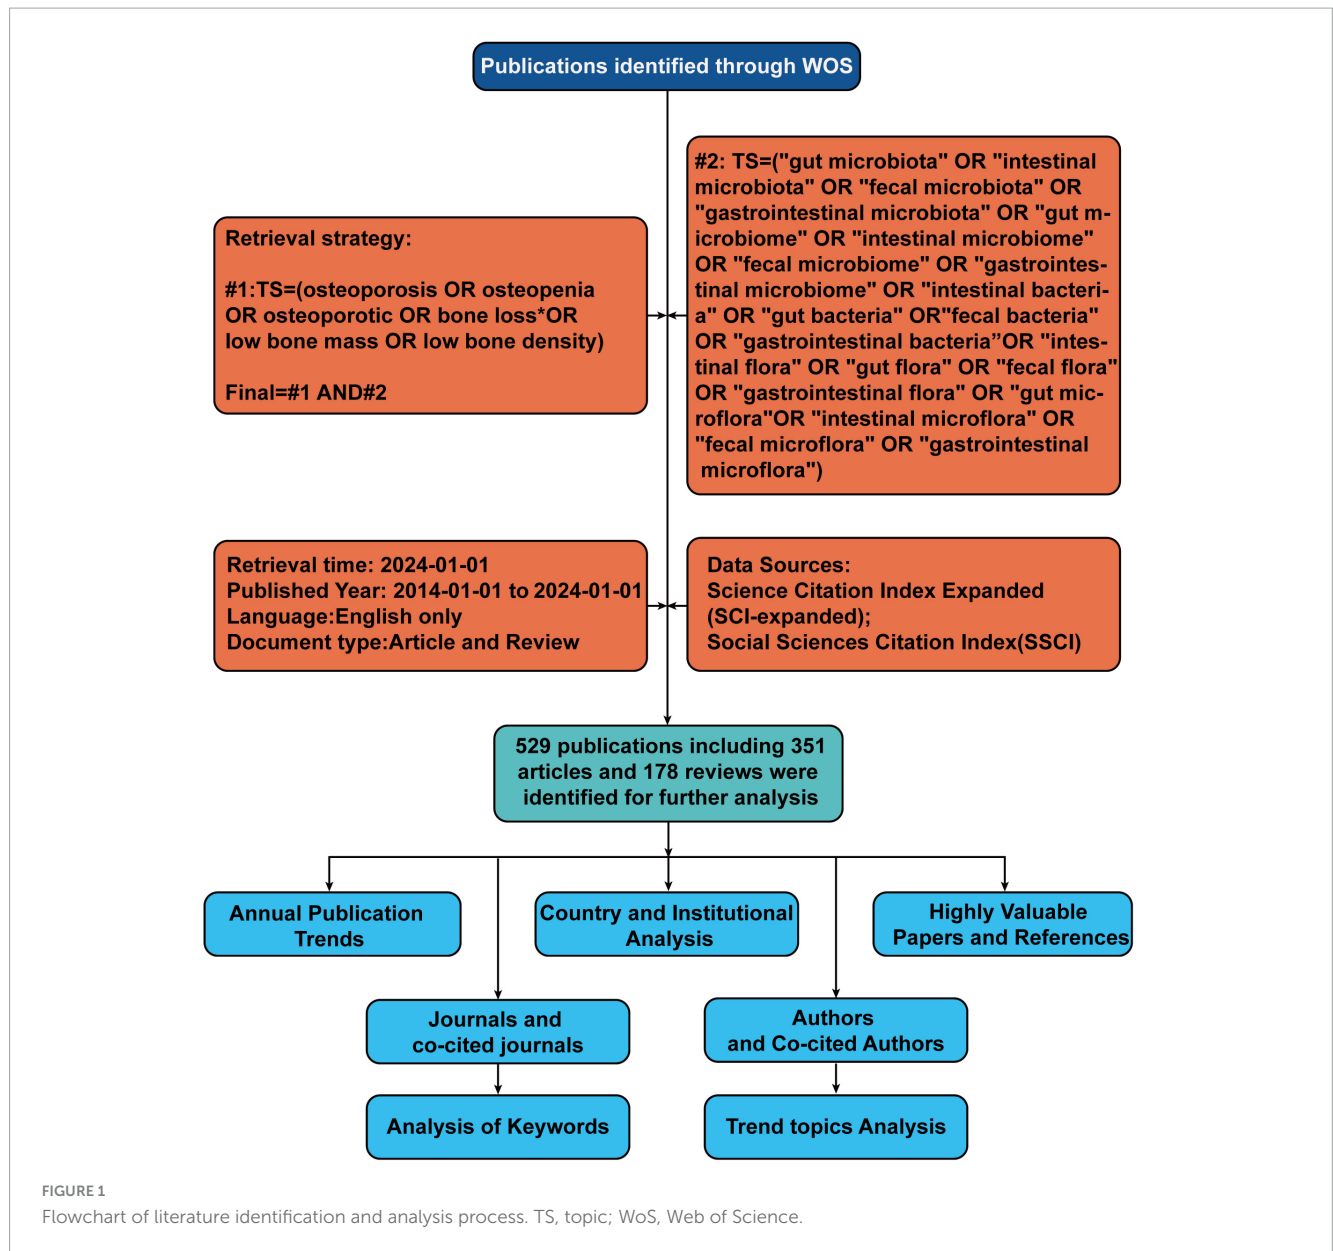 Publications identified through WOS
Retrieval strategy:
#1:TS=(osteoporosis OR osteopenia
OR osteoporotic OR bone loss*OR
low bone mass OR low bone density)
Final=#1 AND#2
#2: TS=("gut microbiota" OR "intestinal
microbiota" OR "fecal microbiota" OR
"gastrointestinal microbiota" OR "gut m-
icrobiome" OR "intestinal microbiome"
OR "fecal microbiome" OR "gastrointes-
tinal microbiome" OR "intestinal bacteri-
a" OR "gut bacteria" OR"fecal bacteria"
OR "gastrointestinal bacteria”OR "intes-
tinal flora" OR "gut flora" OR "fecal flora"
OR "gastrointestinal flora" OR "gut mic-
roflora"OR "intestinal microflora" OR
"fecal microflora" OR "gastrointestinal
microflora")
Retrieval time: 2024-01-01
Published Year: 2014-01-01 to 2024-01-01
Language:English only
Document type:Article and Review
Data Sources:
Science Citation Index Expanded
(SCI-expanded);
Social Sciences Citation Index(SSCI)
529 publications including 351
articles and 178 reviews were
identified for further analysis
Annual Publication
Trends
Country and Institutional
Analysis
Highly Valuable
Papers and References
Journals and
co-cited journals
Authors
and Co-cited Authors
Analysis of Keywords
Trend topics Analysis
FIGURE 1
Flowchart of literature identification and analysis process. TS, topic; WoS, Web of Science.